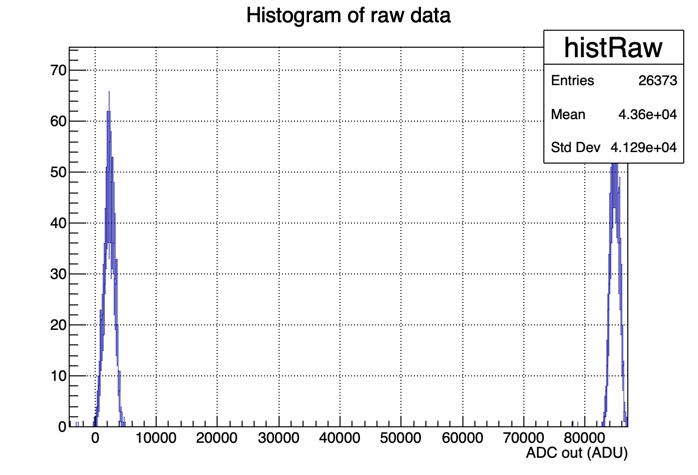 Histogram of raw data
histRaw
Entries 26373
Mean 4.36e+04
Std Dev 4.129e+04
70
60
50
40
30
20
10
0
0 10000 20000 30000 40000 50000 60000 70000 80000
ADC out (ADU)